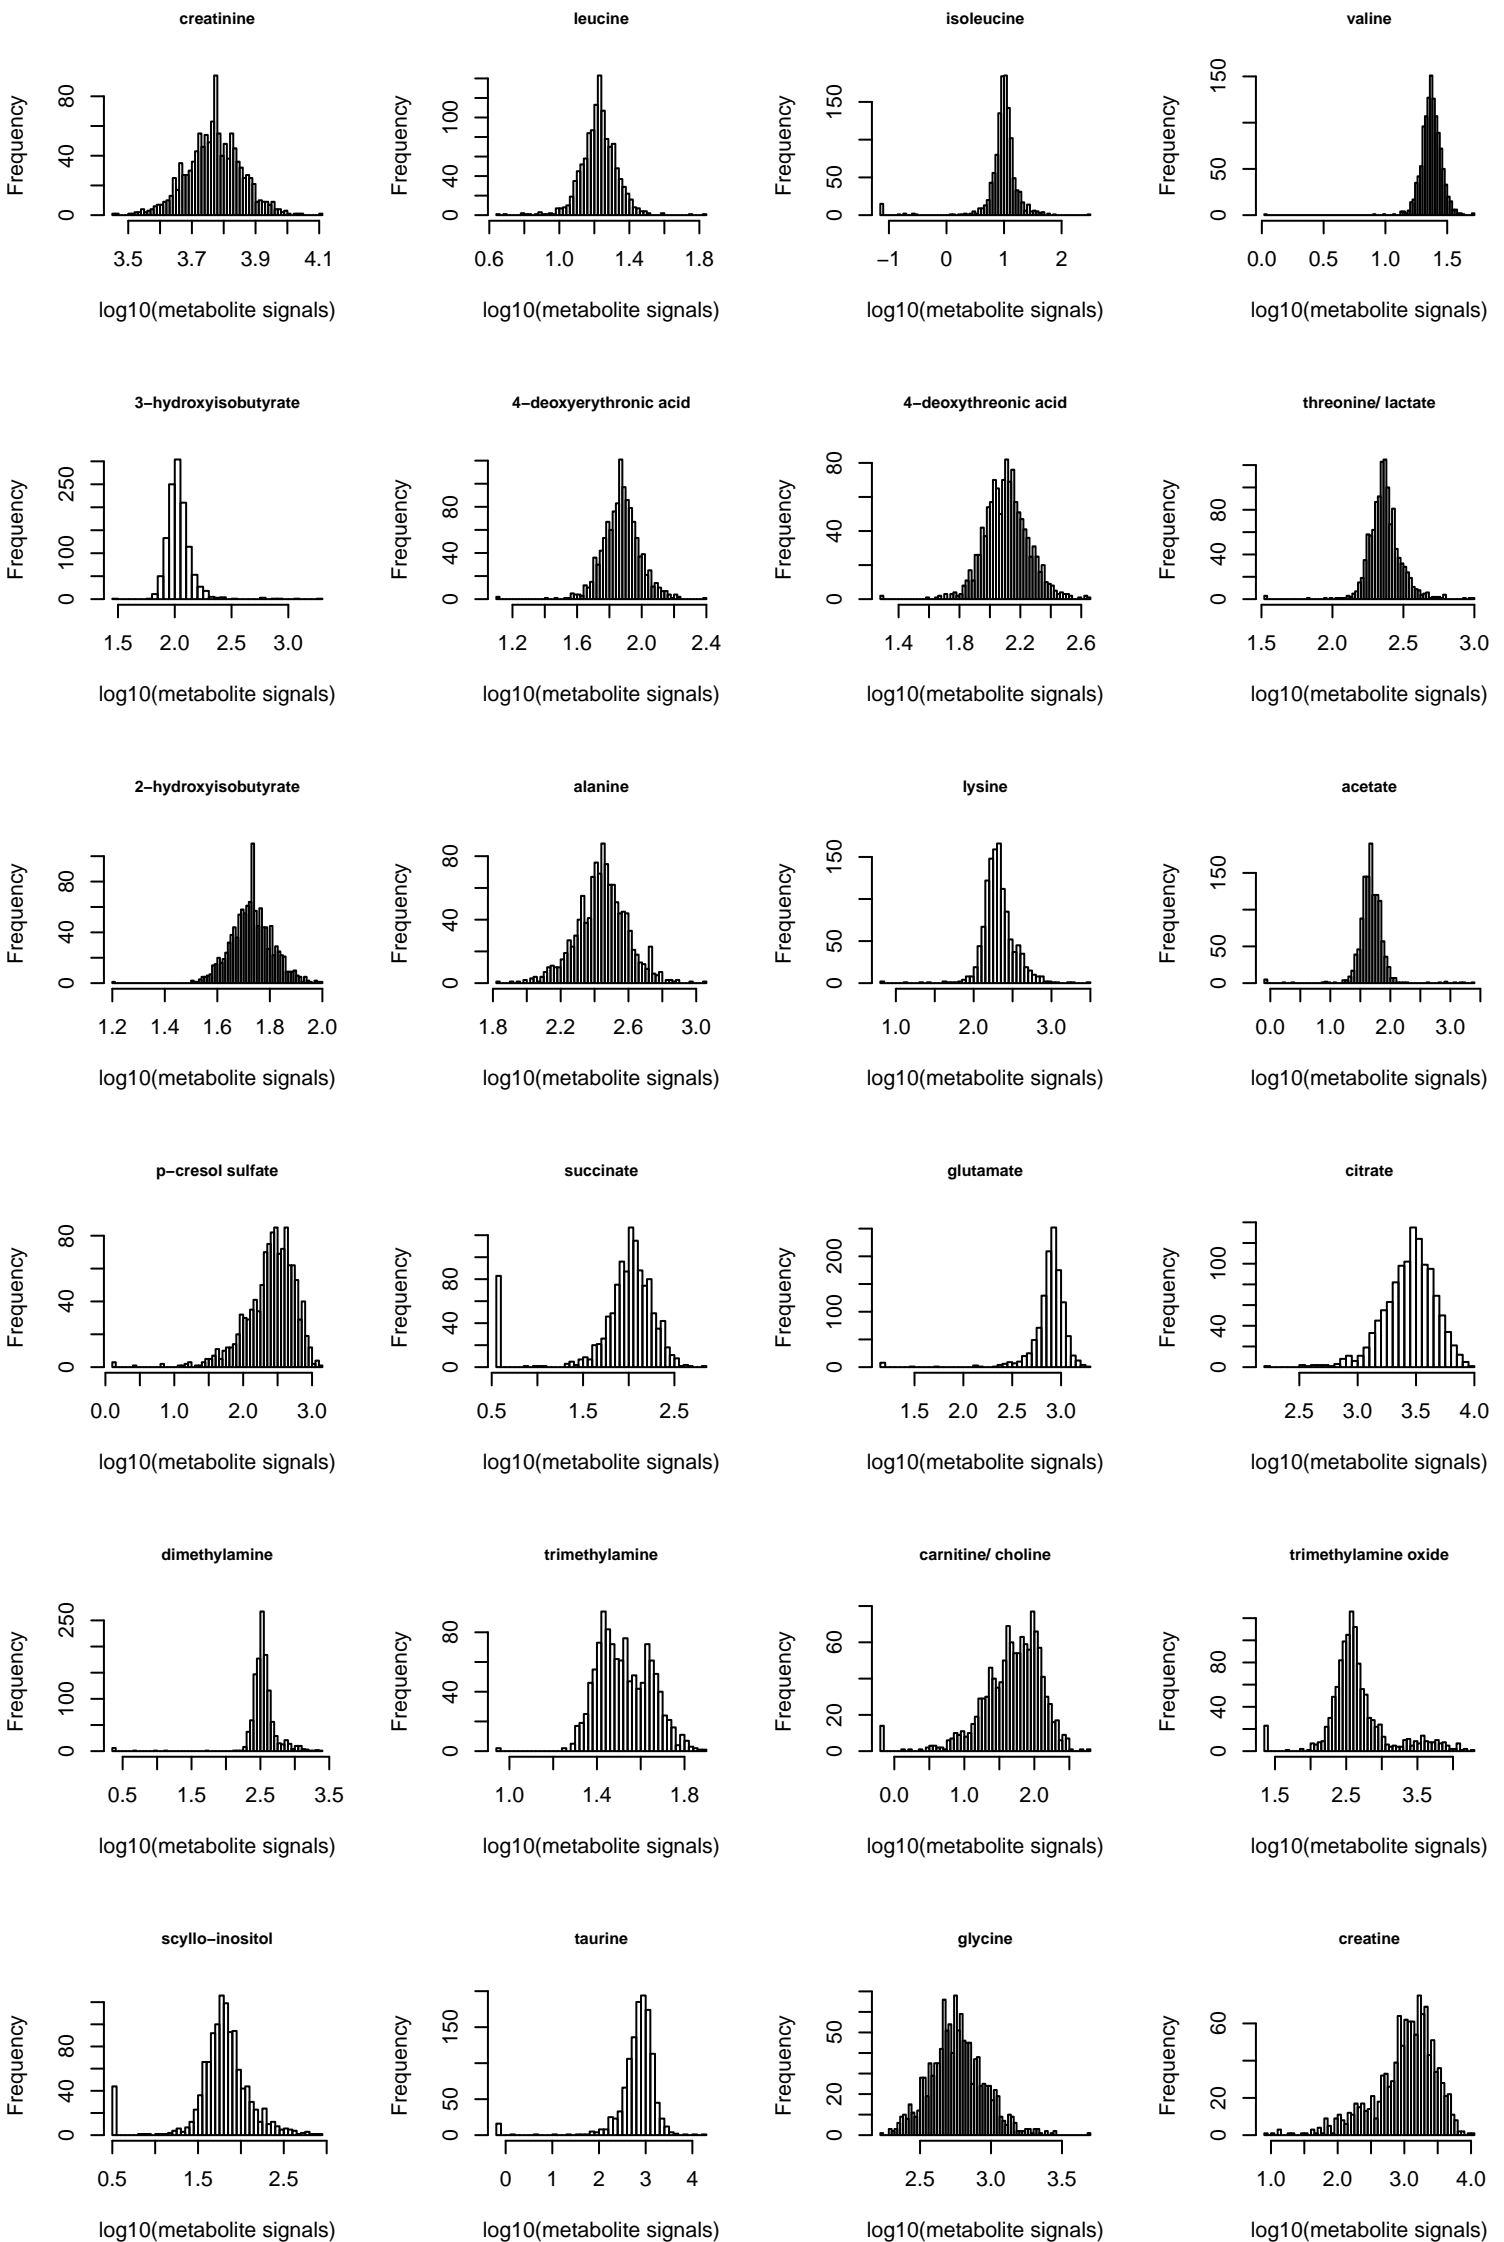 creatinine
Frequency
0 40 80
3.5 3.7 3.9 4.1
log10(metabolite signals)
leucine
Frequency
0 40 100
0.6 1.0 1.4 1.8
log10(metabolite signals)
isoleucine
Frequency
0 50 150
−1 0 1 2
log10(metabolite signals)
valine
Frequency
0 50 150
0.0 0.5 1.0 1.5
log10(metabolite signals)
3−hydroxyisobutyrate
Frequency
0 100 250
1.5 2.0 2.5 3.0
log10(metabolite signals)
4−deoxyerythronic acid
Frequency
0 40 80
1.2 1.6 2.0 2.4
log10(metabolite signals)
4−deoxythreonic acid
Frequency
0 40 80
1.4 1.8 2.2 2.6
log10(metabolite signals)
threonine/ lactate
Frequency
0 40 80
1.5 2.0 2.5 3.0
log10(metabolite signals)
2−hydroxyisobutyrate
Frequency
0 40 80
1.2 1.4 1.6 1.8 2.0
log10(metabolite signals)
alanine
Frequency
0 40 80
1.8 2.2 2.6 3.0
log10(metabolite signals)
lysine
Frequency
0 50 150
1.0 2.0 3.0
log10(metabolite signals)
acetate
Frequency
0 50 150
0.0 1.0 2.0 3.0
log10(metabolite signals)
p−cresol sulfate
Frequency
0 40 80
0.0 1.0 2.0 3.0
log10(metabolite signals)
succinate
Frequency
0 40 80
0.5 1.5 2.5
log10(metabolite signals)
glutamate
Frequency
0 100 200
1.5 2.0 2.5 3.0
log10(metabolite signals)
citrate
Frequency
0 40 100
2.5 3.0 3.5 4.0
log10(metabolite signals)
dimethylamine
Frequency
0 100 250
0.5 1.5 2.5 3.5
log10(metabolite signals)
trimethylamine
Frequency
0 40 80
1.0 1.4 1.8
log10(metabolite signals)
carnitine/ choline
Frequency
0 20 60
0.0 1.0 2.0
log10(metabolite signals)
trimethylamine oxide
Frequency
0 40 80
1.5 2.5 3.5
log10(metabolite signals)
scyllo−inositol
Frequency
0 40 80
0.5 1.5 2.5
log10(metabolite signals)
taurine
Frequency
0 50 150
0 1 2 3 4
log10(metabolite signals)
glycine
Frequency
0 20 50
2.5 3.0 3.5
log10(metabolite signals)
creatine
Frequency
0 20 60
1.0 2.0 3.0 4.0
log10(metabolite signals)